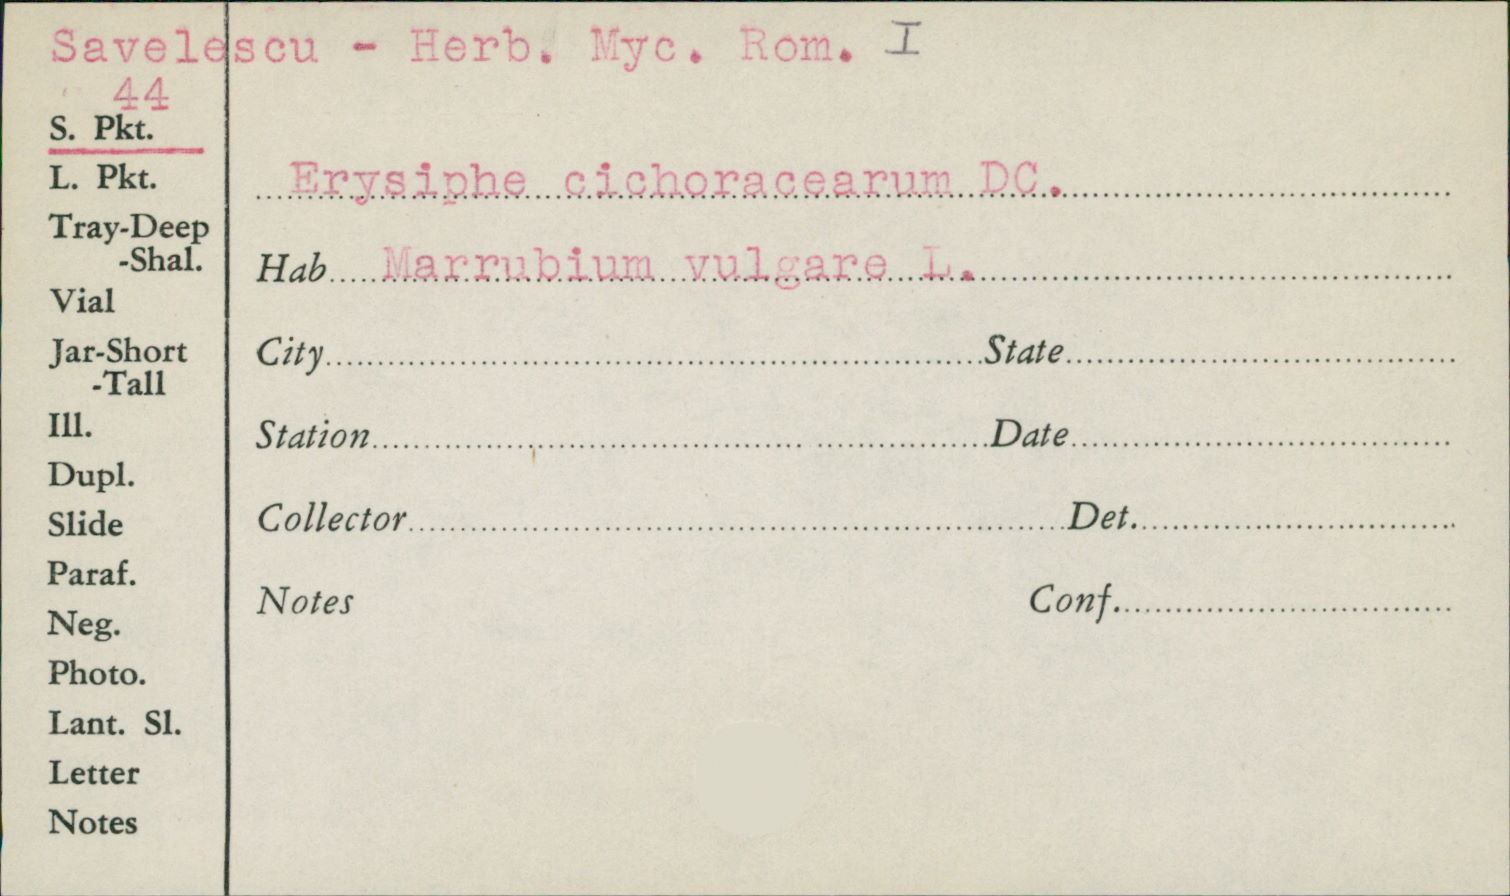 Savelescu - Herb. Myc. Rom. I
44
S. Pkt.
L. Pkt.
Tray-Deep
-Shal.
Vial
Jar-Short
-Tall
Ill.
Dupl.
Slide
Paraf.
Neg.
Photo.
Lant. Sl.
Letter
Notes
Erysiphe cichoracearum DC.
Hab Marrubium vulgare L.
City State
Station Date
Collector Det.
Notes Conf.